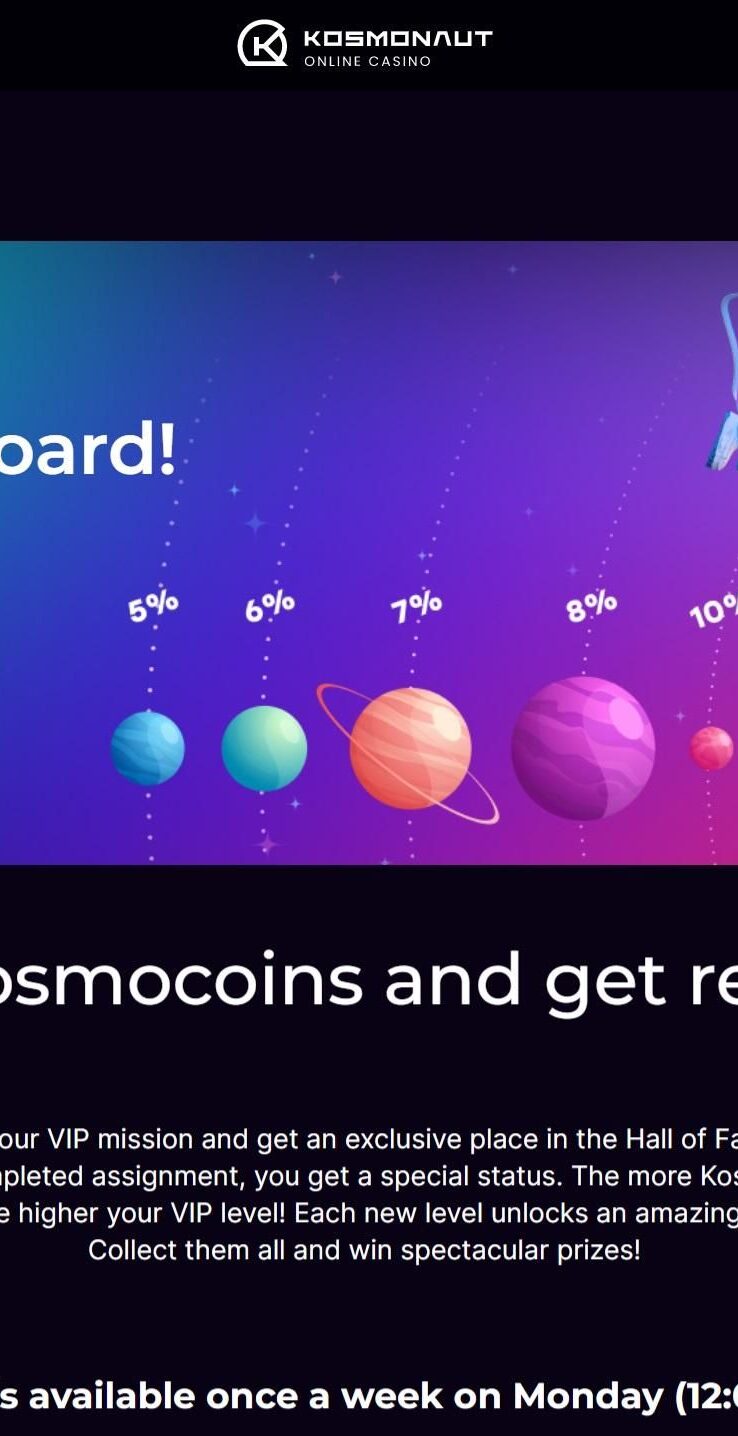 KOSMONAUT
ONLINE CASINO
oard!
5% 6% 7% 8% 10%
osmocoins and get re
our VIP mission and get an exclusive place in the Hall of Fa
mpleted assignment, you get a special status. The more Kos
e higher your VIP level! Each new level unlocks an amazing
Collect them all and win spectacular prizes!
s available once a week on Monday (12:0